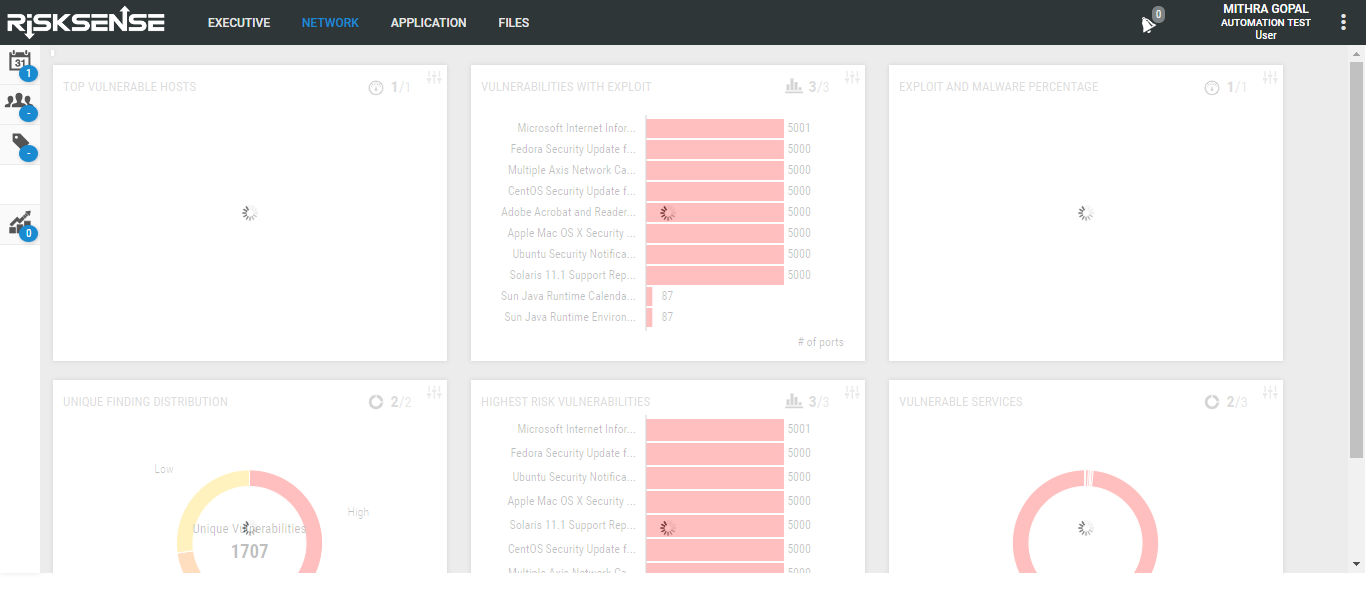 RiSKSENSE
EXECUTIVE
NETWORK
APPLICATION
FILES
0
MITHRA GOPAL
AUTOMATION TEST
User
31
1
-
-
0
TOP VULNERABLE HOSTS
1/1
VULNERABILITIES WITH EXPLOIT
3/3
Microsoft Internet Infor... 5001
Fedora Security Update f... 5000
Multiple Axis Network Ca... 5000
CentOS Security Update f... 5000
Adobe Acrobat and Reader... 5000
Apple Mac OS X Security ... 5000
Ubuntu Security Notifica... 5000
Solaris 11.1 Support Rep... 5000
Sun Java Runtime Calenda... 87
Sun Java Runtime Environ... 87
# of ports
EXPLOIT AND MALWARE PERCENTAGE
1/1
UNIQUE FINDING DISTRIBUTION
2/2
Low
High
Unique Vulnerabilities
1707
HIGHEST RISK VULNERABILITIES
3/3
Microsoft Internet Infor... 5001
Fedora Security Update f... 5000
Ubuntu Security Notifica... 5000
Apple Mac OS X Security ... 5000
Solaris 11.1 Support Rep... 5000
CentOS Security Update f... 5000
Multiple Axis Network Ca... 5000
VULNERABLE SERVICES
2/3